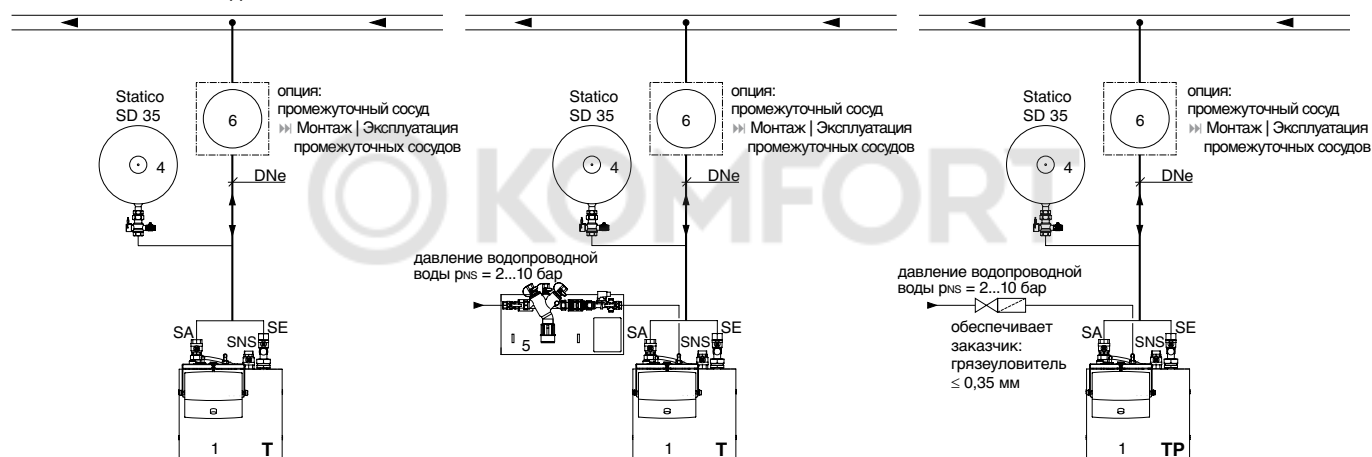 Statico
SD 35
4
6
опция:
промежуточный сосуд
Монтаж | Эксплуатация
промежуточных сосудов
DNe
SA
SNS
SE
1
T
Statico
SD 35
4
6
опция:
промежуточный сосуд
Монтаж | Эксплуатация
промежуточных сосудов
DNe
давление водопроводной
воды pNS = 2...10 бар
5
SA
SNS
SE
1
T
Statico
SD 35
4
6
опция:
промежуточный сосуд
Монтаж | Эксплуатация
промежуточных сосудов
DNe
давление водопроводной
воды pNS = 2...10 бар
обеспечивает
заказчик:
грязеуловитель
≤ 0,35 мм
SA
SNS
SE
1
TP
KOMFORT